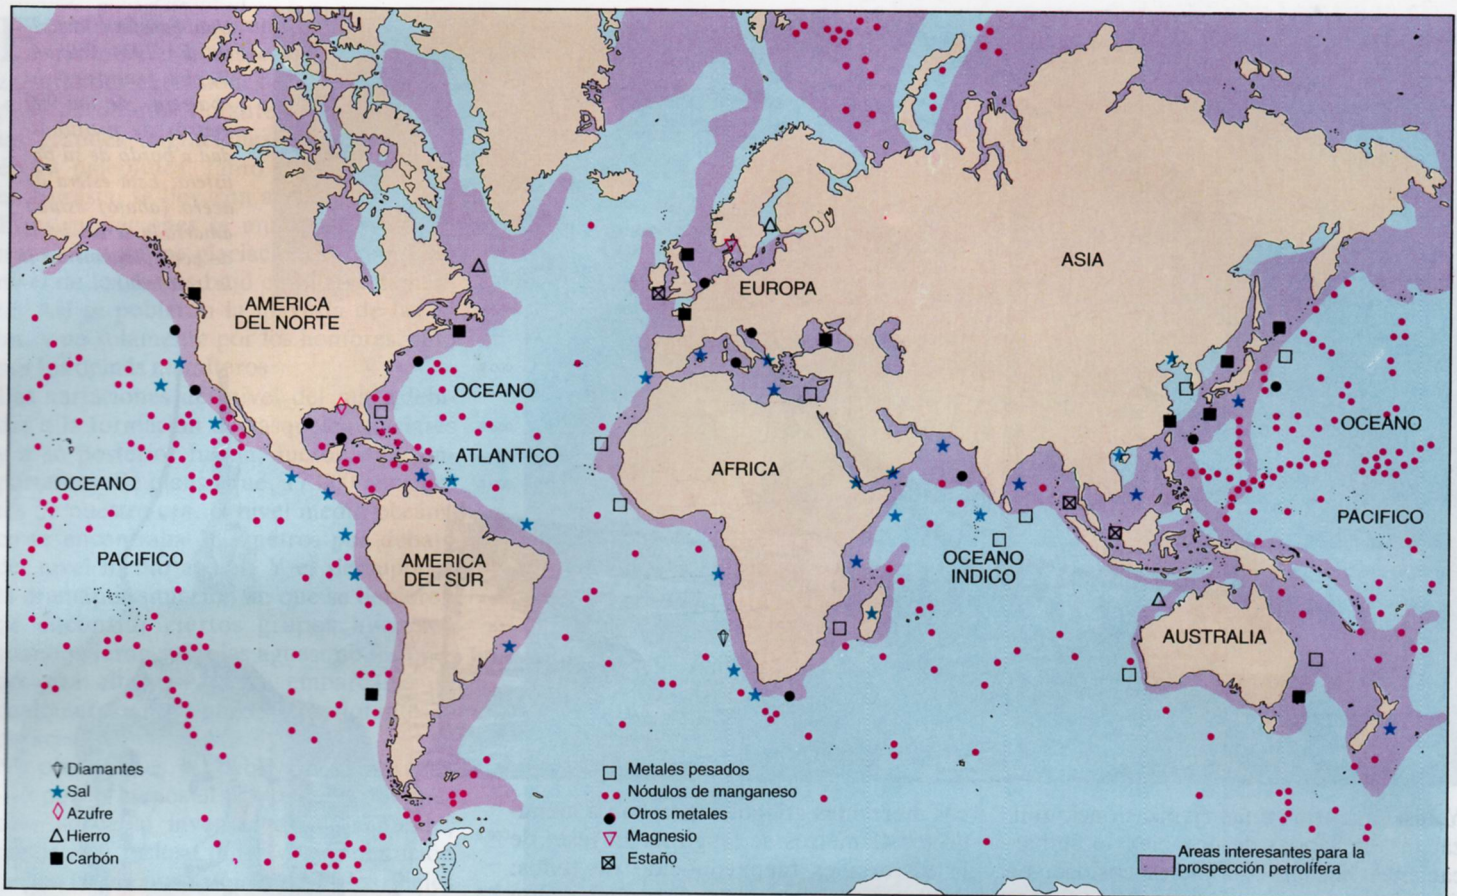 ASIA
EUROPA
AMERICA
DEL NORTE
OCEANO
ATLANTICO
OCEANO
PACIFICO
AFRICA
AMERICA
DEL SUR
OCEANO
INDICO
OCEANO
PACIFICO
AUSTRALIA
Diamantes
Sal
Azufre
Hierro
Carbón
Metales pesados
Nódulos de manganeso
Otros metales
Magnesio
Estaño
Areas interesantes para la
prospección petrolífera